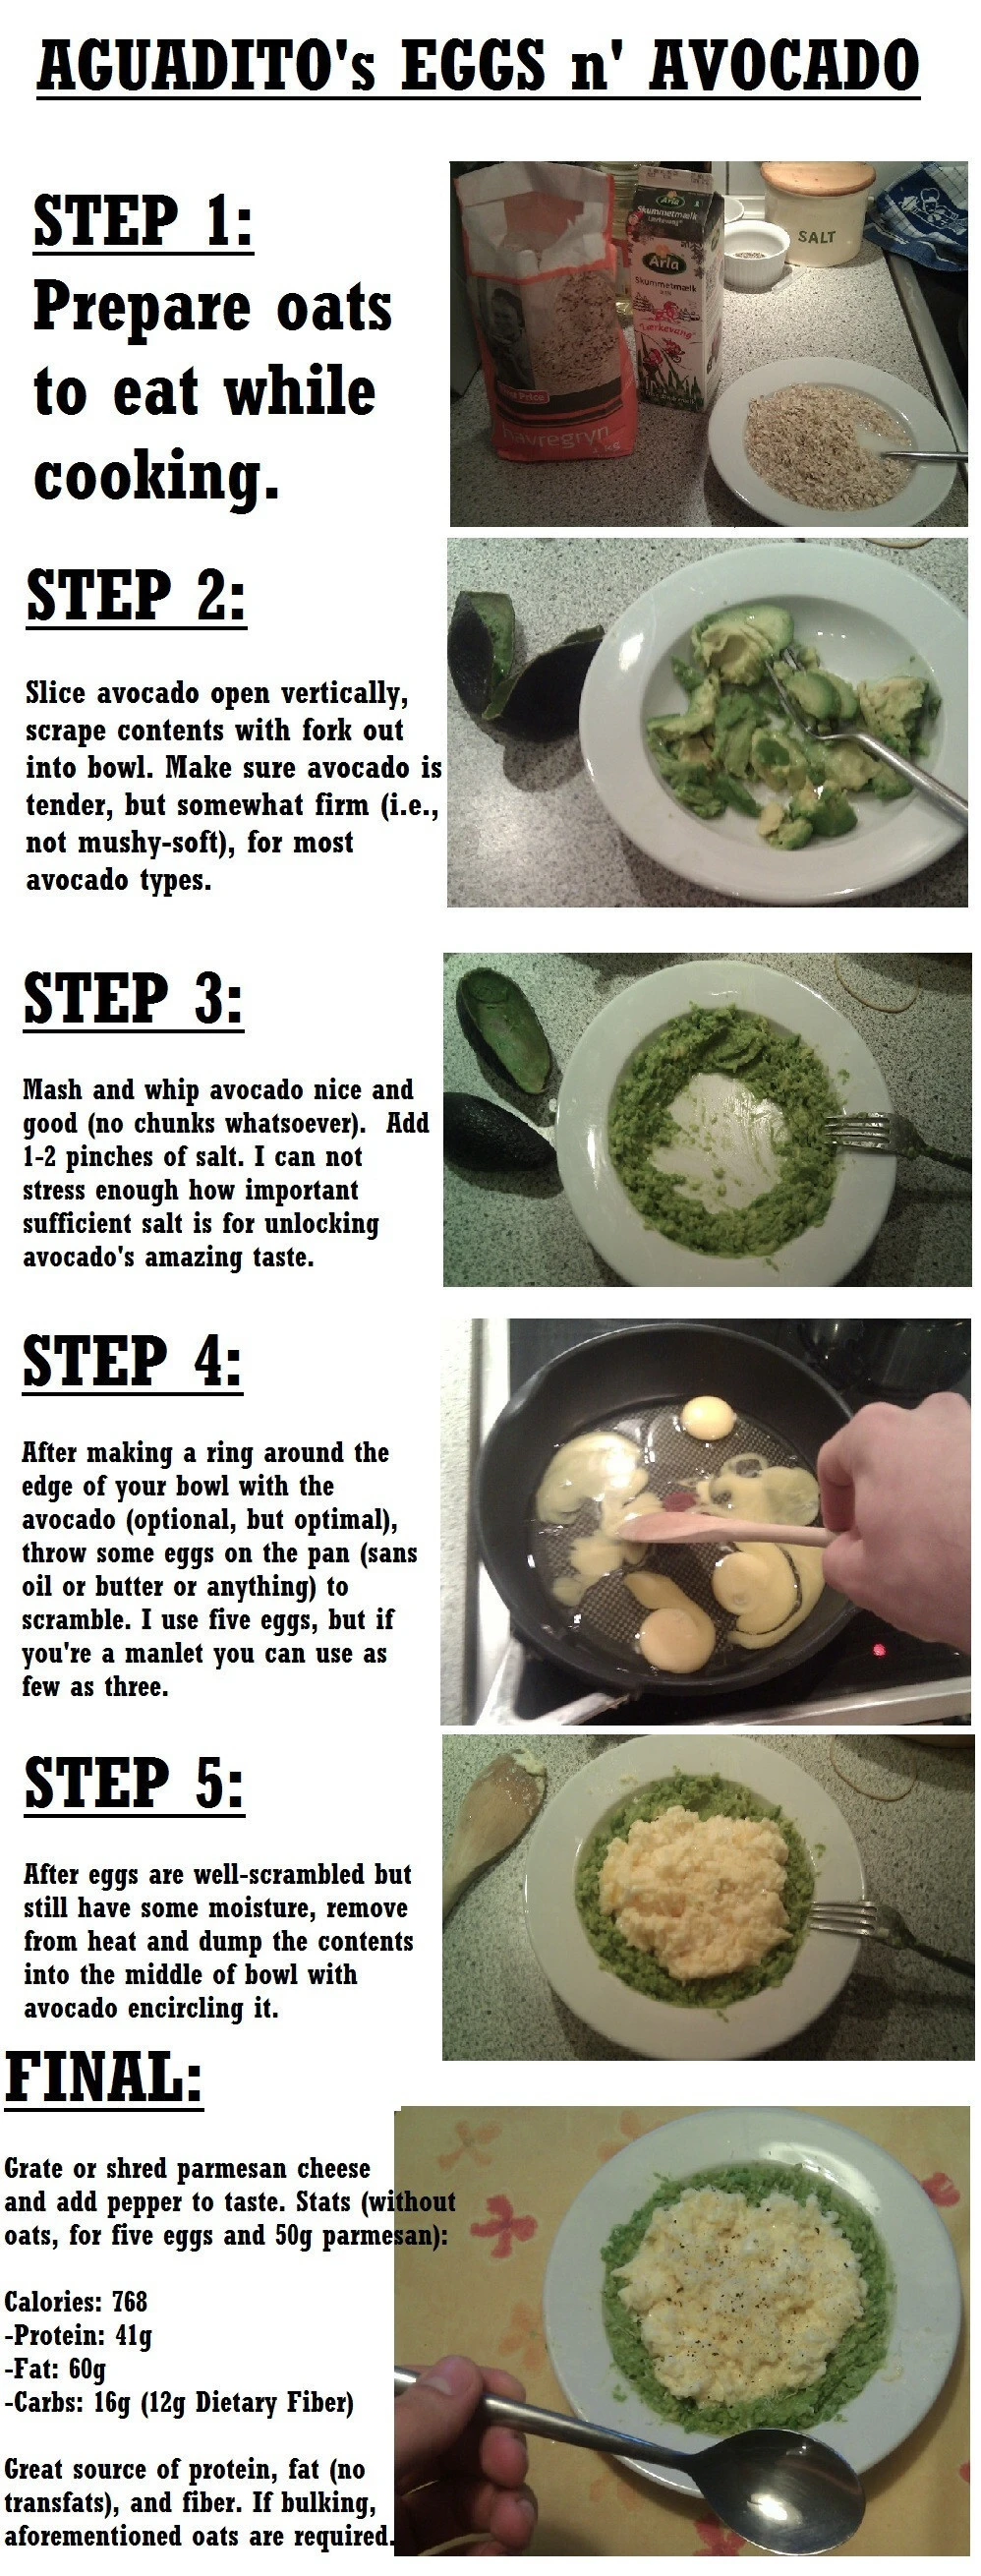 AGUADITO's EGGS n' AVOCADO
STEP 1:
Prepare oats
to eat while
cooking.
Arla
Skummetmælk
Lærkevang
Arla
Skummetmælk
"Lærkevang"
SALT
Price
havregryn
STEP 2:
Slice avocado open vertically,
scrape contents with fork out
into bowl. Make sure avocado is
tender, but somewhat firm (i.e.,
not mushy-soft), for most
avocado types.
STEP 3:
Mash and whip avocado nice and
good (no chunks whatsoever).  Add
1-2 pinches of salt. I can not
stress enough how important
sufficient salt is for unlocking
avocado's amazing taste.
STEP 4:
After making a ring around the
edge of your bowl with the
avocado (optional, but optimal),
throw some eggs on the pan (sans
oil or butter or anything) to
scramble. I use five eggs, but if
you're a manlet you can use as
few as three.
STEP 5:
After eggs are well-scrambled but
still have some moisture, remove
from heat and dump the contents
into the middle of bowl with
avocado encircling it.
FINAL:
Grate or shred parmesan cheese
and add pepper to taste. Stats (without
oats, for five eggs and 50g parmesan):
Calories: 768
-Protein: 41g
-Fat: 60g
-Carbs: 16g (12g Dietary Fiber)
Great source of protein, fat (no
transfats), and fiber. If bulking,
aforementioned oats are required.